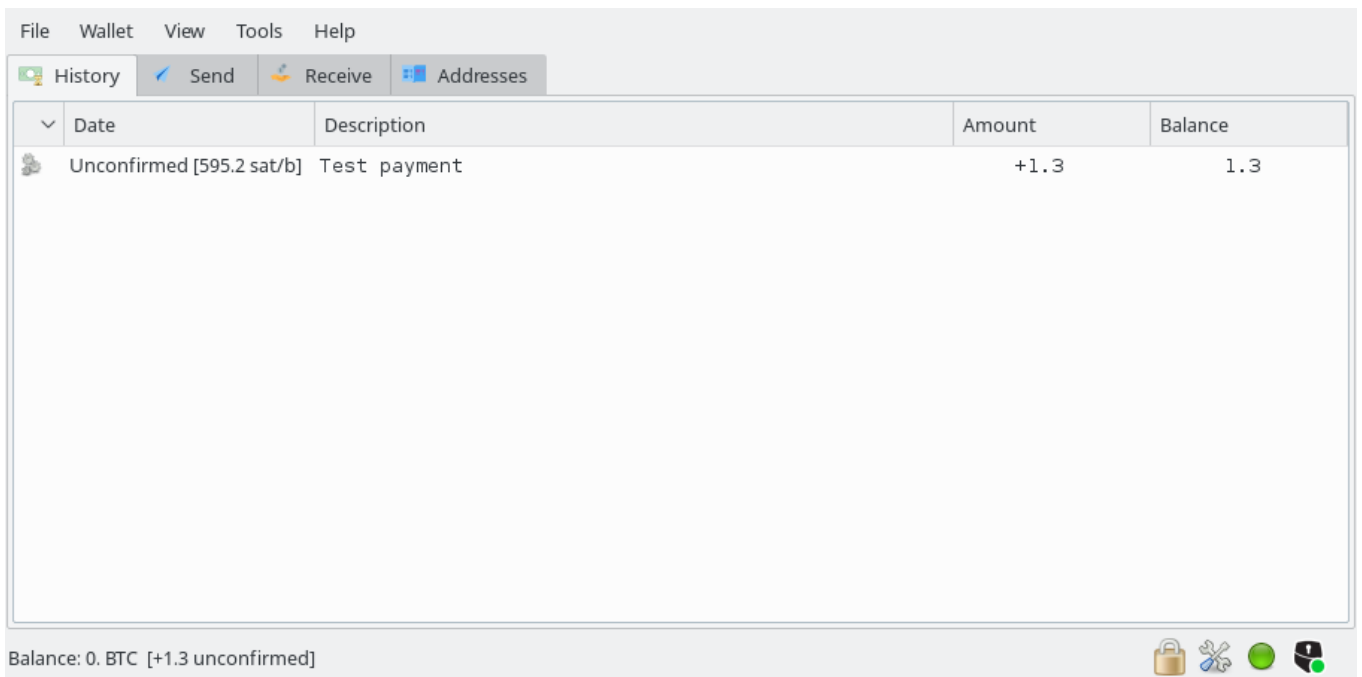 File Wallet View Tools Help
History Send Receive Addresses
Date Description Amount Balance
Unconfirmed [595.2 sat/b] Test payment +1.3 1.3
Balance: 0. BTC [+1.3 unconfirmed]